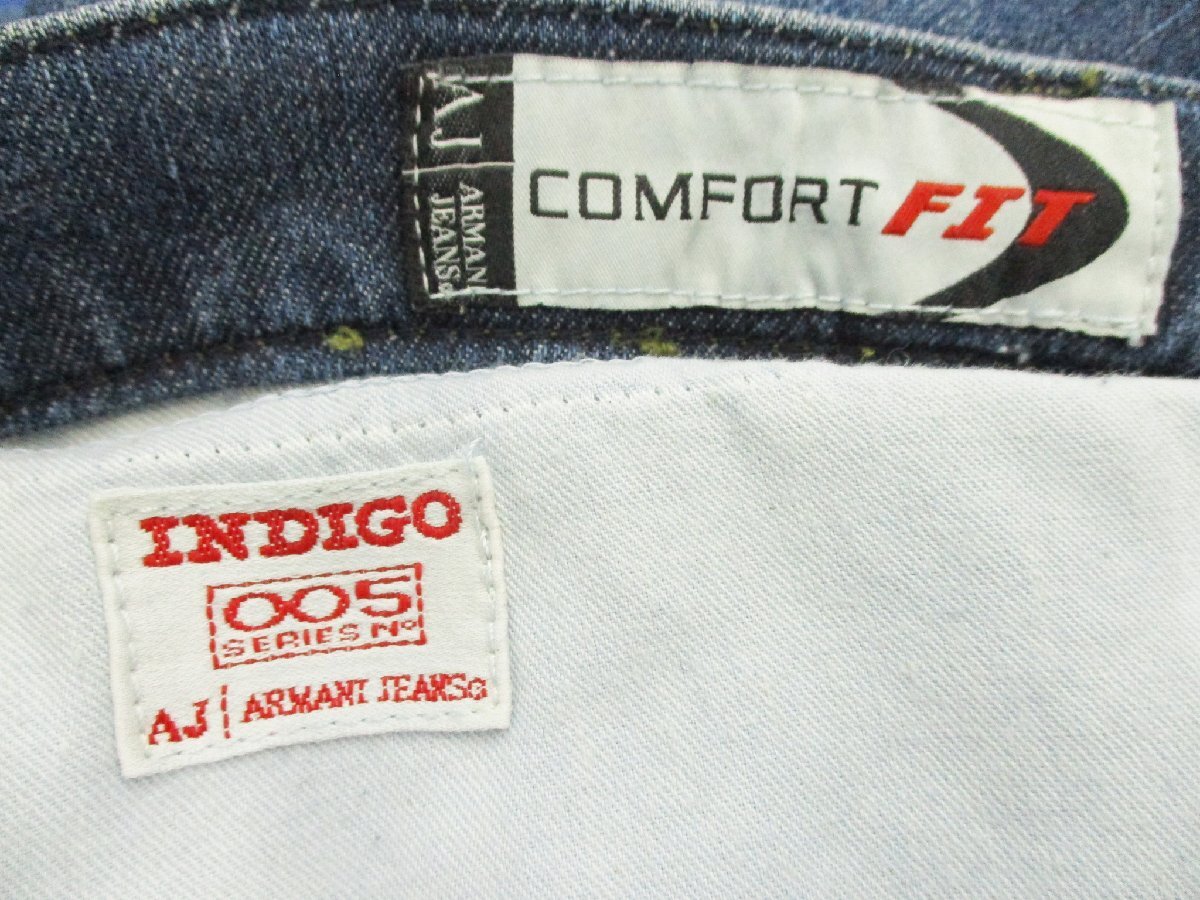 AJ
ARMANI
JEANS
COMFORT FIT
INDIGO
005
SERIES Nº
AJ | ARMANI JEANS